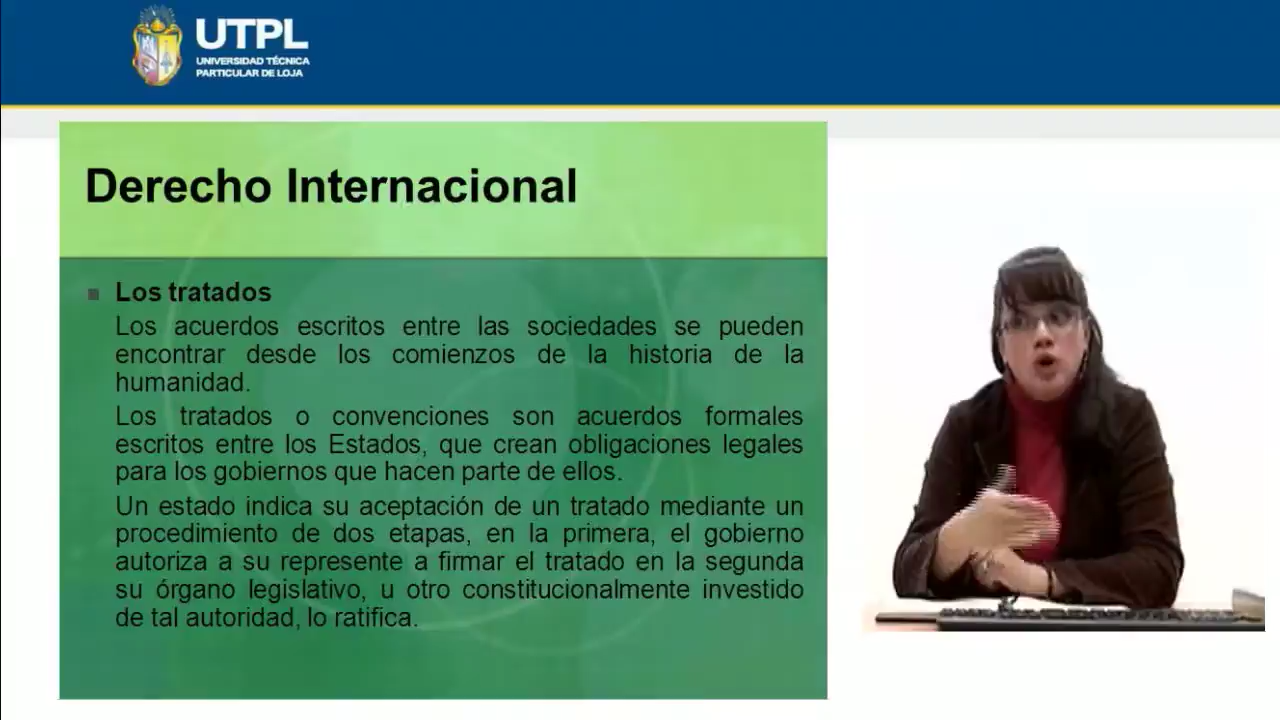 UTPL
UNIVERSIDAD TÉCNICA
PARTICULAR DE LOJA
Derecho Internacional
Los tratados
Los acuerdos escritos entre las sociedades se pueden
encontrar desde los comienzos de la historia de la
humanidad.
Los tratados o convenciones son acuerdos formales
escritos entre los Estados, que crean obligaciones legales
para los gobiernos que hacen parte de ellos.
Un estado indica su aceptación de un tratado mediante un
procedimiento de dos etapas, en la primera, el gobierno
autoriza a su represente a firmar el tratado en la segunda
su órgano legislativo, u otro constitucionalmente investido
de tal autoridad, lo ratifica.